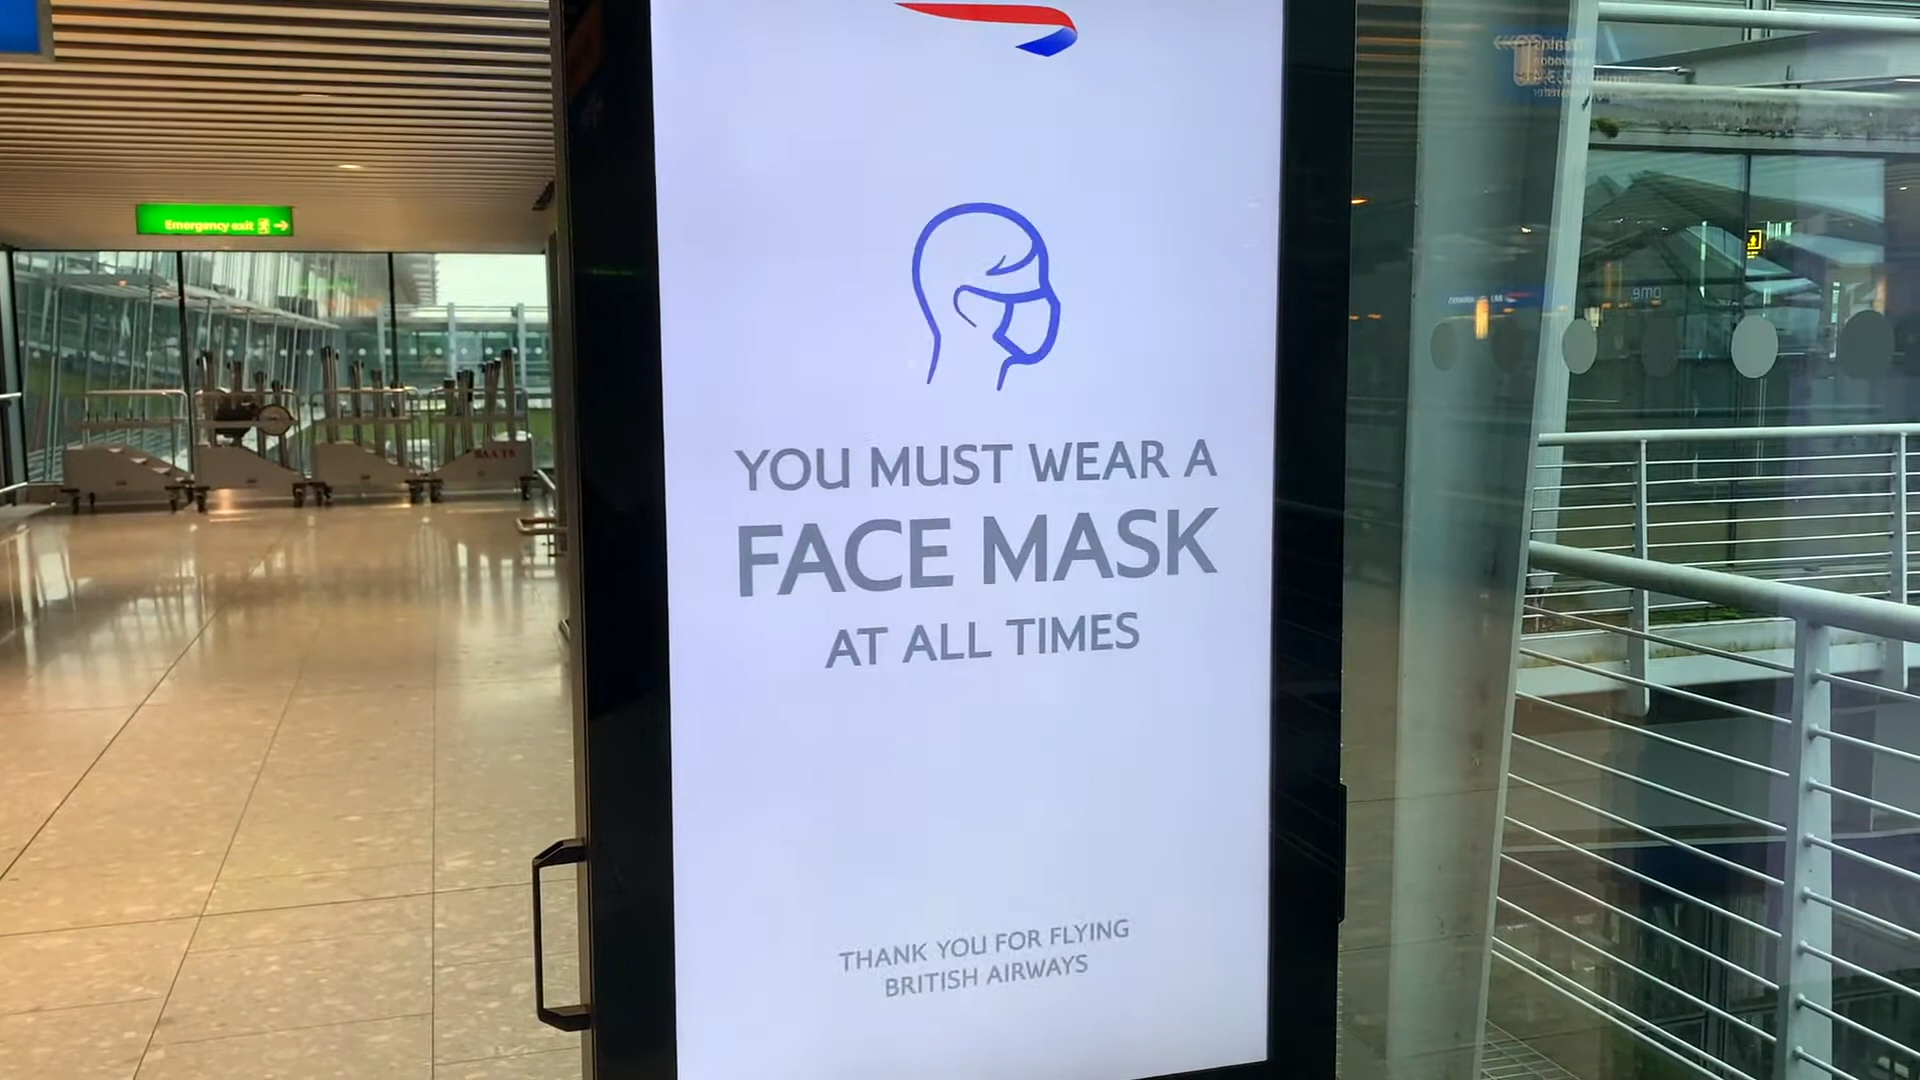 Emergency exit
YOU MUST WEAR A
FACE MASK
AT ALL TIMES
THANK YOU FOR FLYING
BRITISH AIRWAYS